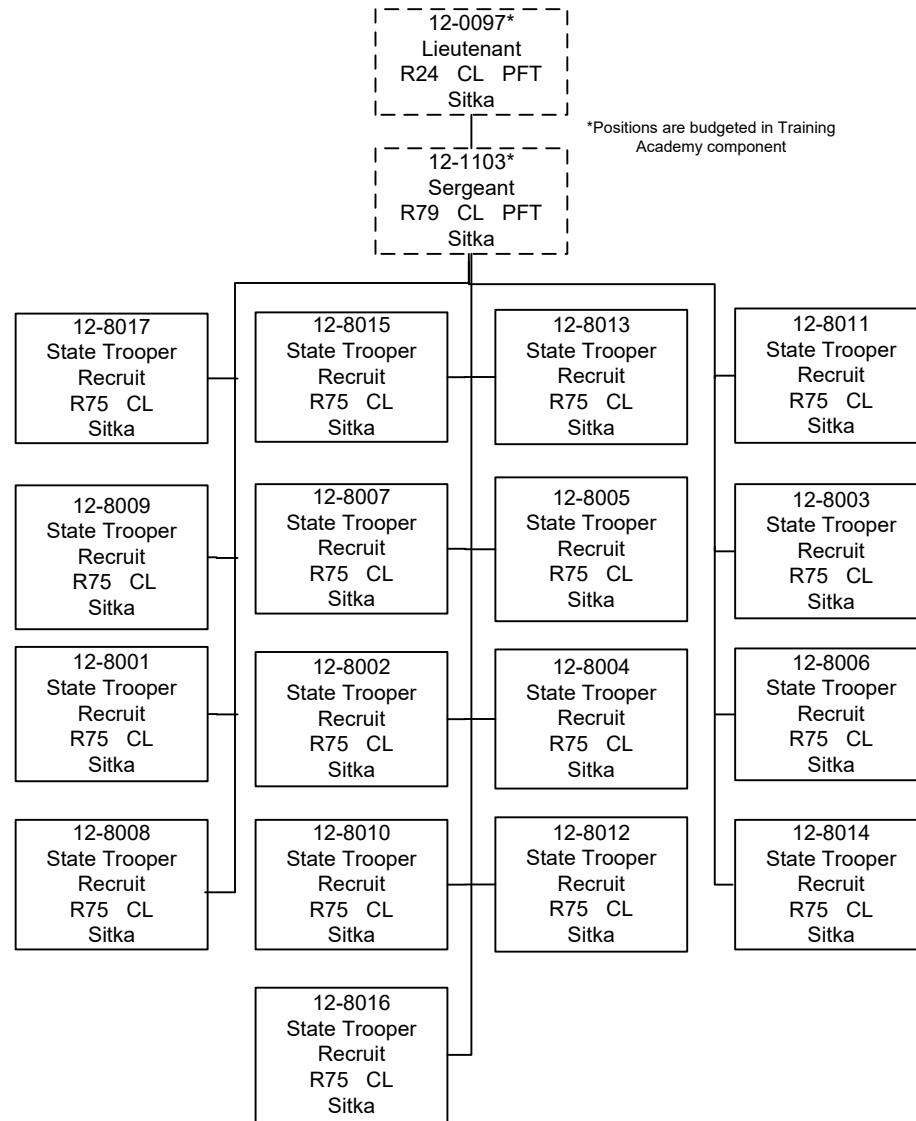 12-0097*
Lieutenant
R24 CL PFT
Sitka
*Positions are budgeted in Training
Academy component
12-1103*
Sergeant
R79 CL PFT
Sitka
12-8017
State Trooper
Recruit
R75 CL
Sitka
12-8015
State Trooper
Recruit
R75 CL
Sitka
12-8013
State Trooper
Recruit
R75 CL
Sitka
12-8011
State Trooper
Recruit
R75 CL
Sitka
12-8009
State Trooper
Recruit
R75 CL
Sitka
12-8007
State Trooper
Recruit
R75 CL
Sitka
12-8005
State Trooper
Recruit
R75 CL
Sitka
12-8003
State Trooper
Recruit
R75 CL
Sitka
12-8001
State Trooper
Recruit
R75 CL
Sitka
12-8002
State Trooper
Recruit
R75 CL
Sitka
12-8004
State Trooper
Recruit
R75 CL
Sitka
12-8006
State Trooper
Recruit
R75 CL
Sitka
12-8008
State Trooper
Recruit
R75 CL
Sitka
12-8010
State Trooper
Recruit
R75 CL
Sitka
12-8012
State Trooper
Recruit
R75 CL
Sitka
12-8014
State Trooper
Recruit
R75 CL
Sitka
12-8016
State Trooper
Recruit
R75 CL
Sitka